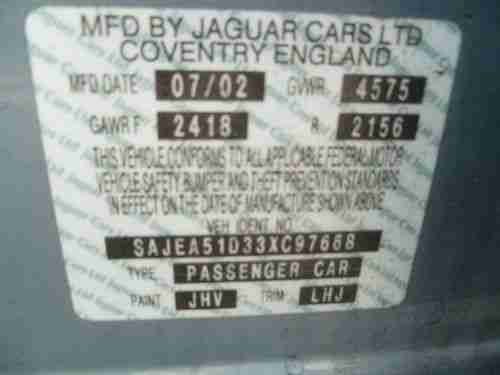 MFD BY JAGUAR CARS LTD
COVENTRY ENGLAND
MFD.DATE 07/02 GVWR. 4575
GAWR F 2418 R 2156
THIS VEHICLE CONFORMS TO ALL APPLICABLE FEDERAL MOTOR
VEHICLE SAFETY BUMPER AND THEFT PREVENTION STANDARDS
IN EFFECT ON THE DATE OF MANUFACTURE SHOWN ABOVE
VEH IDENT NO.
SAJEA51D33XC97668
TYPE PASSENGER CAR
PAINT JHV TRIM LHJ